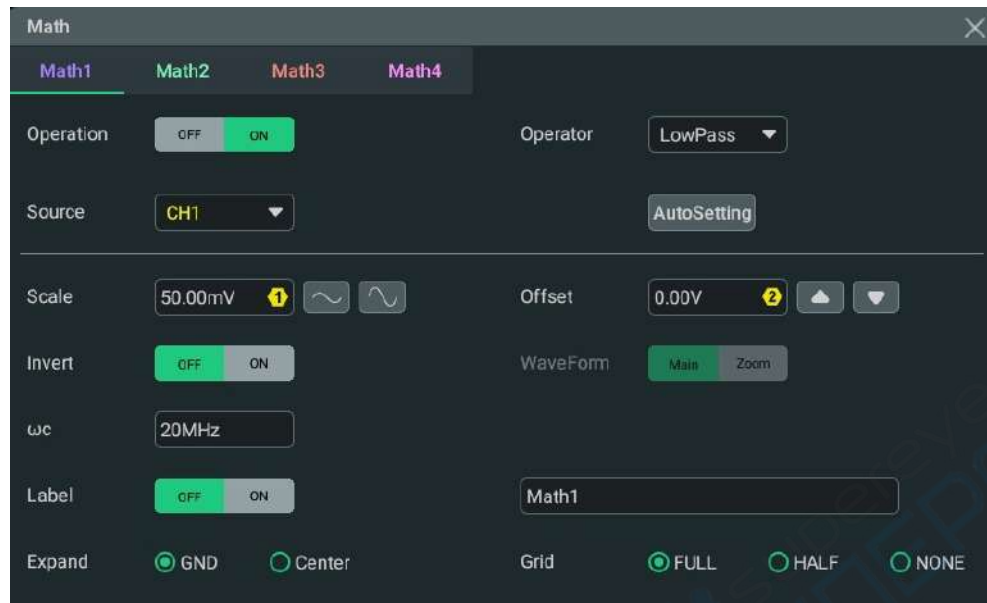 Math
Math1 Math2 Math3 Math4
Operation OFF ON Operator LowPass
Source CH1 AutoSetting
Scale 50.00mV 1 Offset 0.00V 2
Invert OFF ON WaveForm Main Zoom
ωc 20MHz
Label OFF ON Math1
Expand GND Center Grid FULL HALF NONE